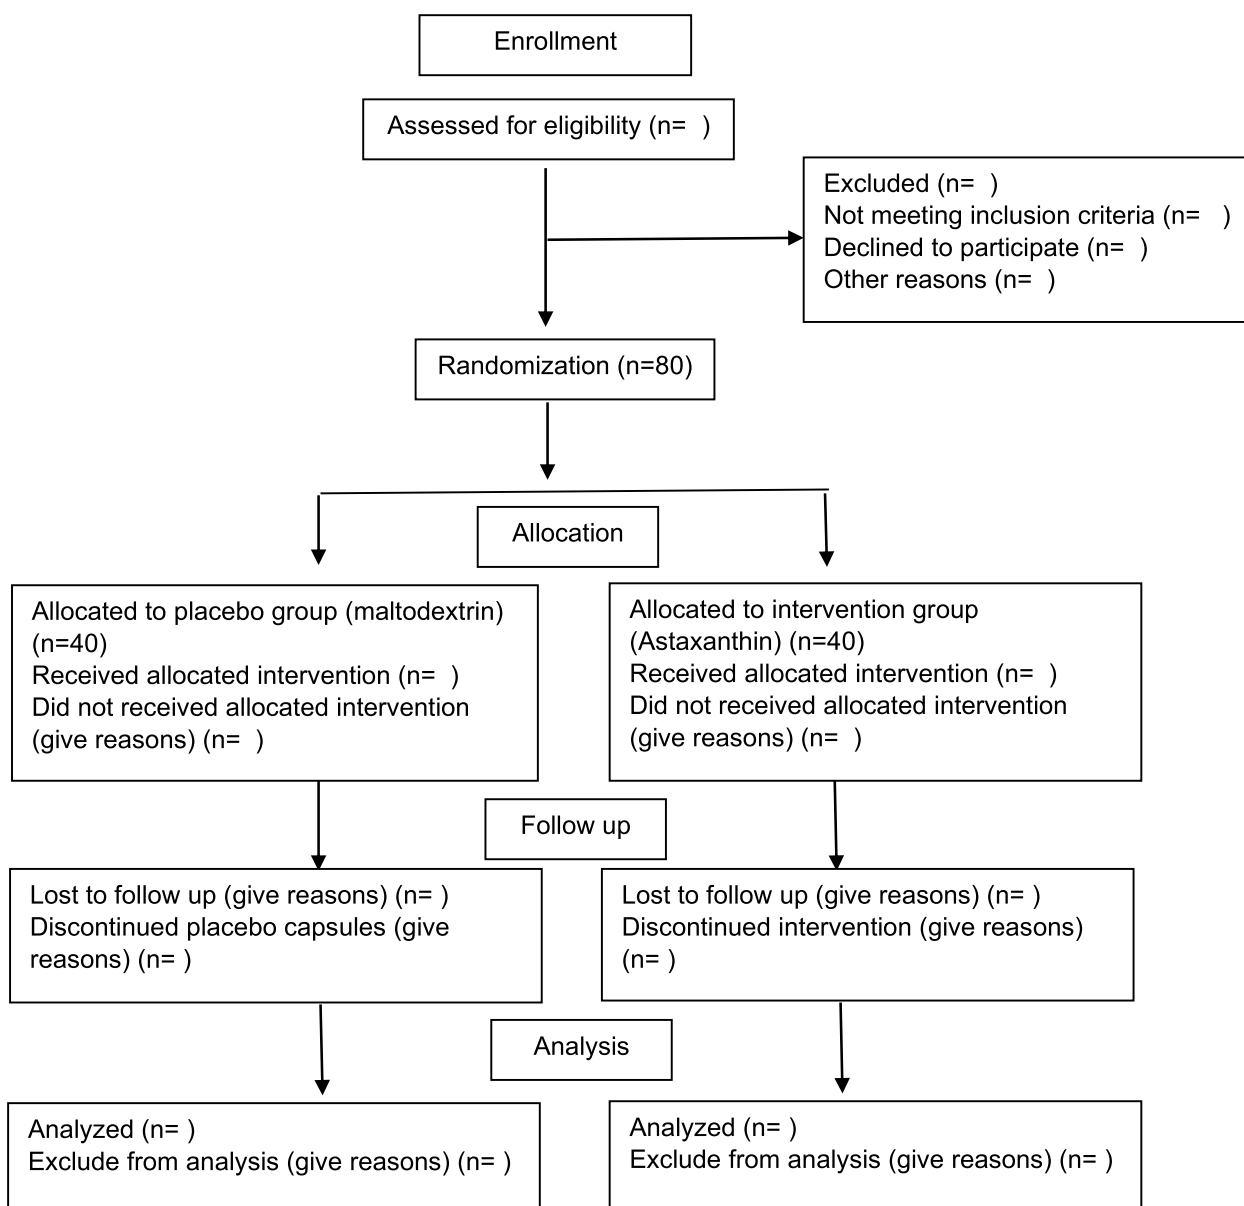 Enrollment
Assessed for eligibility (n=  )
Excluded (n=  )
Not meeting inclusion criteria (n=   )
Declined to participate (n=  )
Other reasons (n=  )
Randomization (n=80)
Allocation
Allocated to placebo group (maltodextrin)
(n=40)
Received allocated intervention (n=  )
Did not received allocated intervention
(give reasons) (n=  )
Allocated to intervention group
(Astaxanthin) (n=40)
Received allocated intervention (n=  )
Did not received allocated intervention
(give reasons) (n=  )
Follow up
Lost to follow up (give reasons) (n= )
Discontinued placebo capsules (give
reasons) (n= )
Lost to follow up (give reasons) (n= )
Discontinued intervention (give reasons)
(n= )
Analysis
Analyzed (n= )
Exclude from analysis (give reasons) (n= )
Analyzed (n= )
Exclude from analysis (give reasons) (n= )